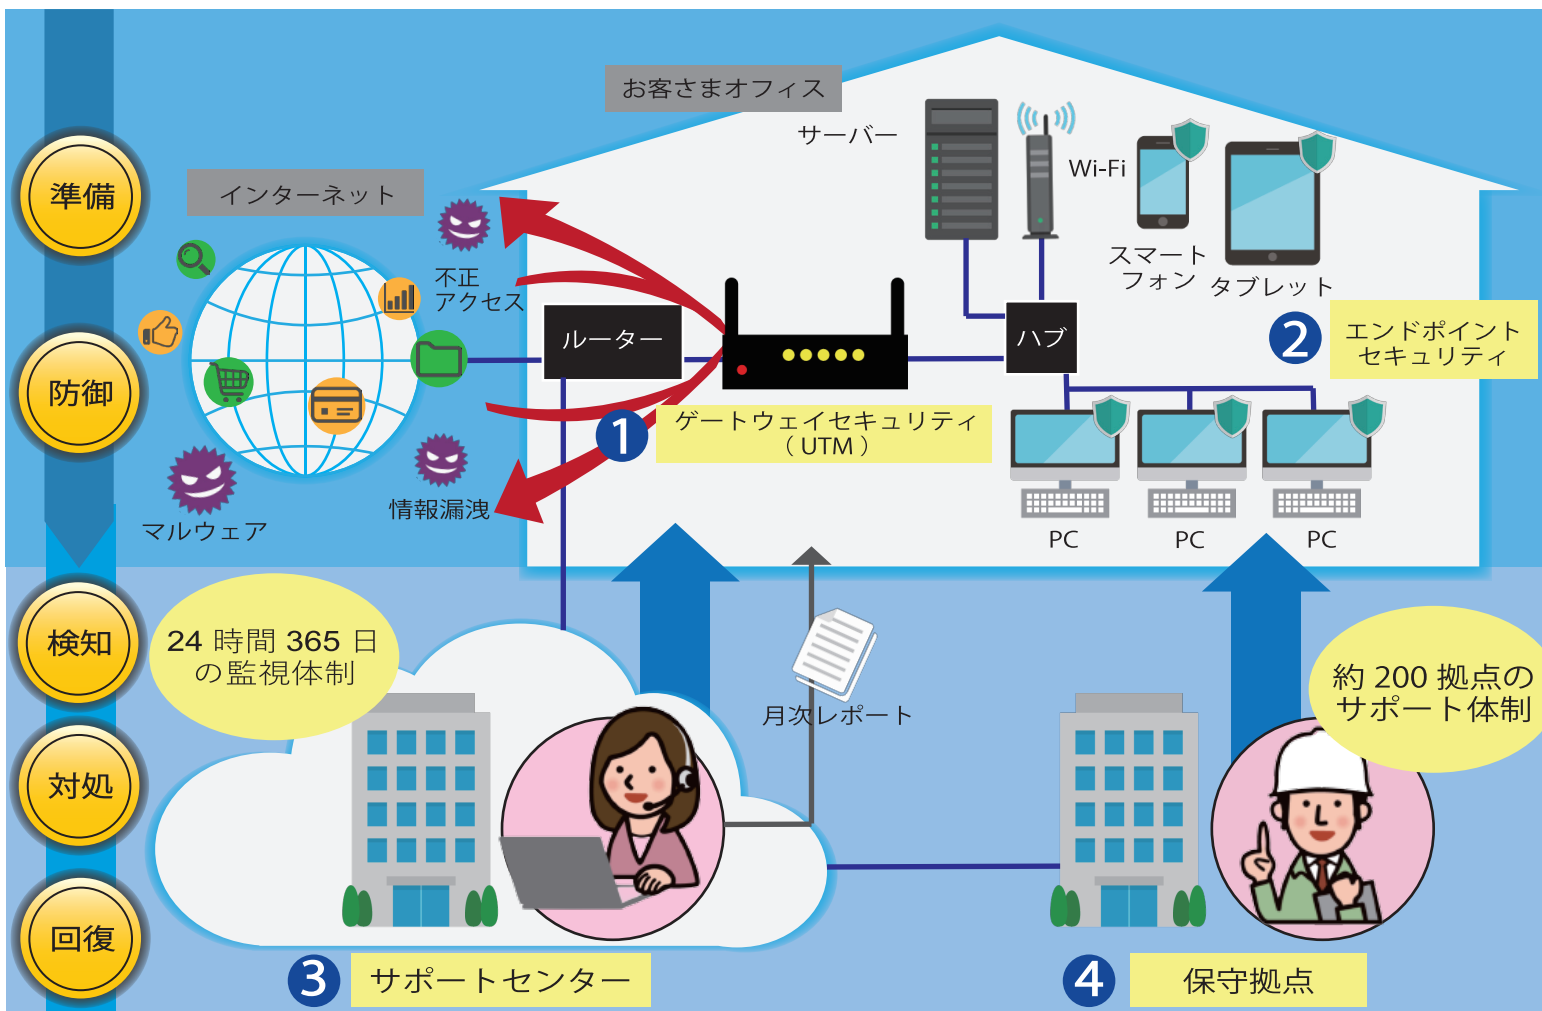 準備
防御
検知
対処
回復
お客さまオフィス
インターネット
不正
アクセス
マルウェア
情報漏洩
ルーター
サーバー
Wi-Fi
スマート
フォン
タブレット
ハブ
1
ゲートウェイセキュリティ
（UTM）
2
エンドポイント
セキュリティ
PC
PC
PC
24 時間 365 日
の監視体制
月次レポート
約 200 拠点の
サポート体制
3
サポートセンター
4
保守拠点